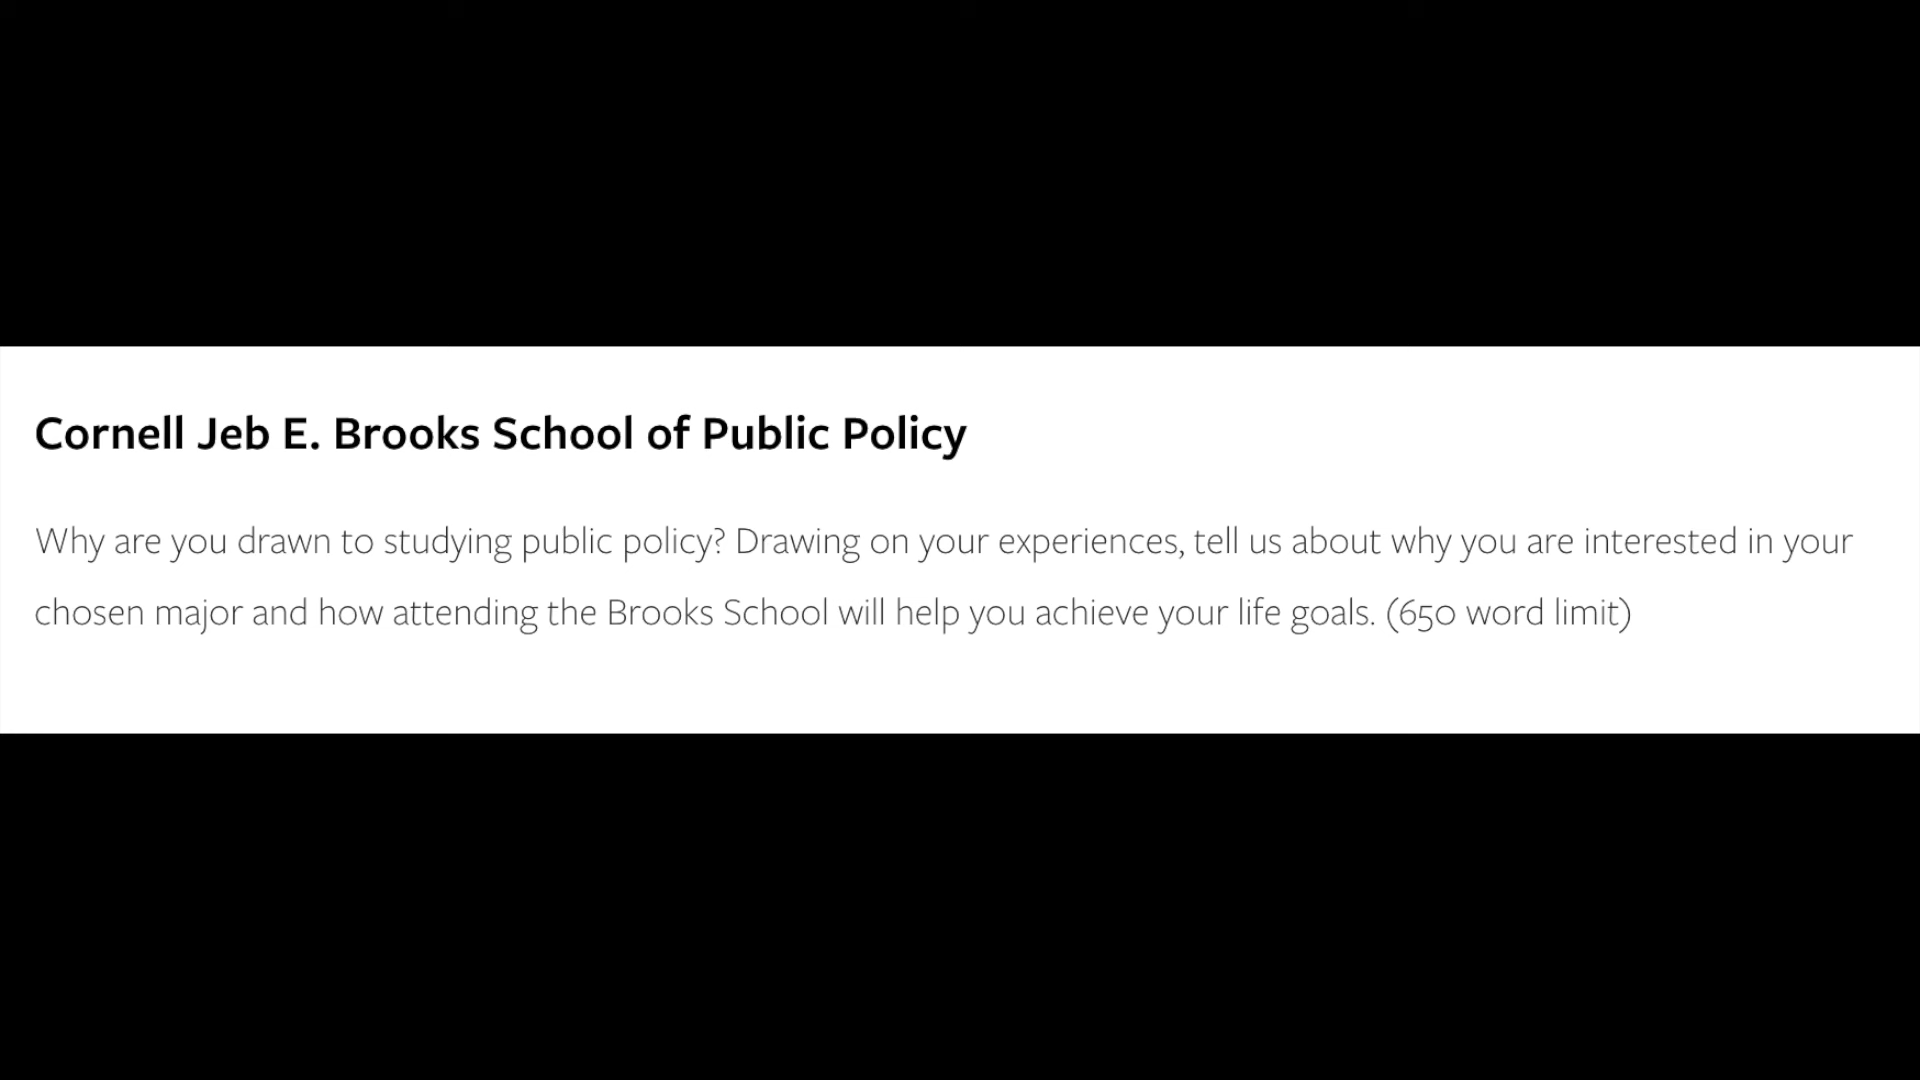 Cornell Jeb E. Brooks School of Public Policy
Why are you drawn to studying public policy? Drawing on your experiences, tell us about why you are interested in your
chosen major and how attending the Brooks School will help you achieve your life goals. (650 word limit)